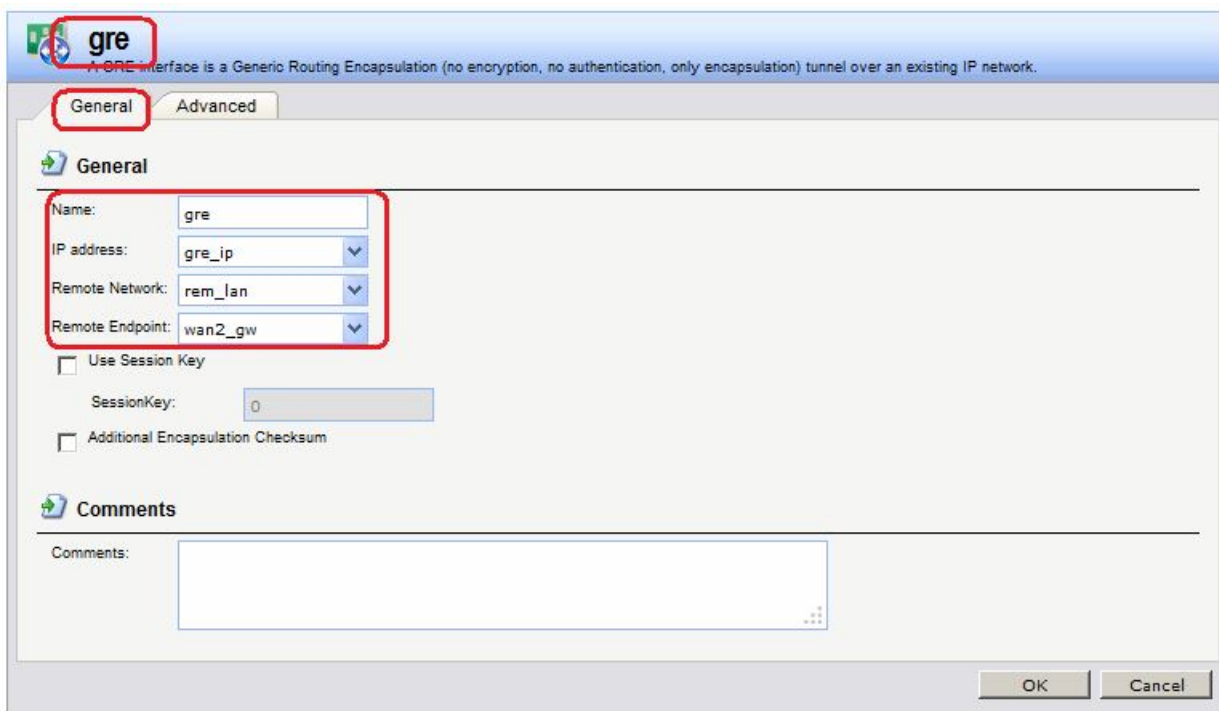 gre
A GRE interface is a Generic Routing Encapsulation (no encryption, no authentication, only encapsulation) tunnel over an existing IP network.
General Advanced
General
Name: gre
IP address: gre_ip
Remote Network: rem_lan
Remote Endpoint: wan2_gw
Use Session Key
SessionKey: 0
Additional Encapsulation Checksum
Comments
Comments:
OK Cancel